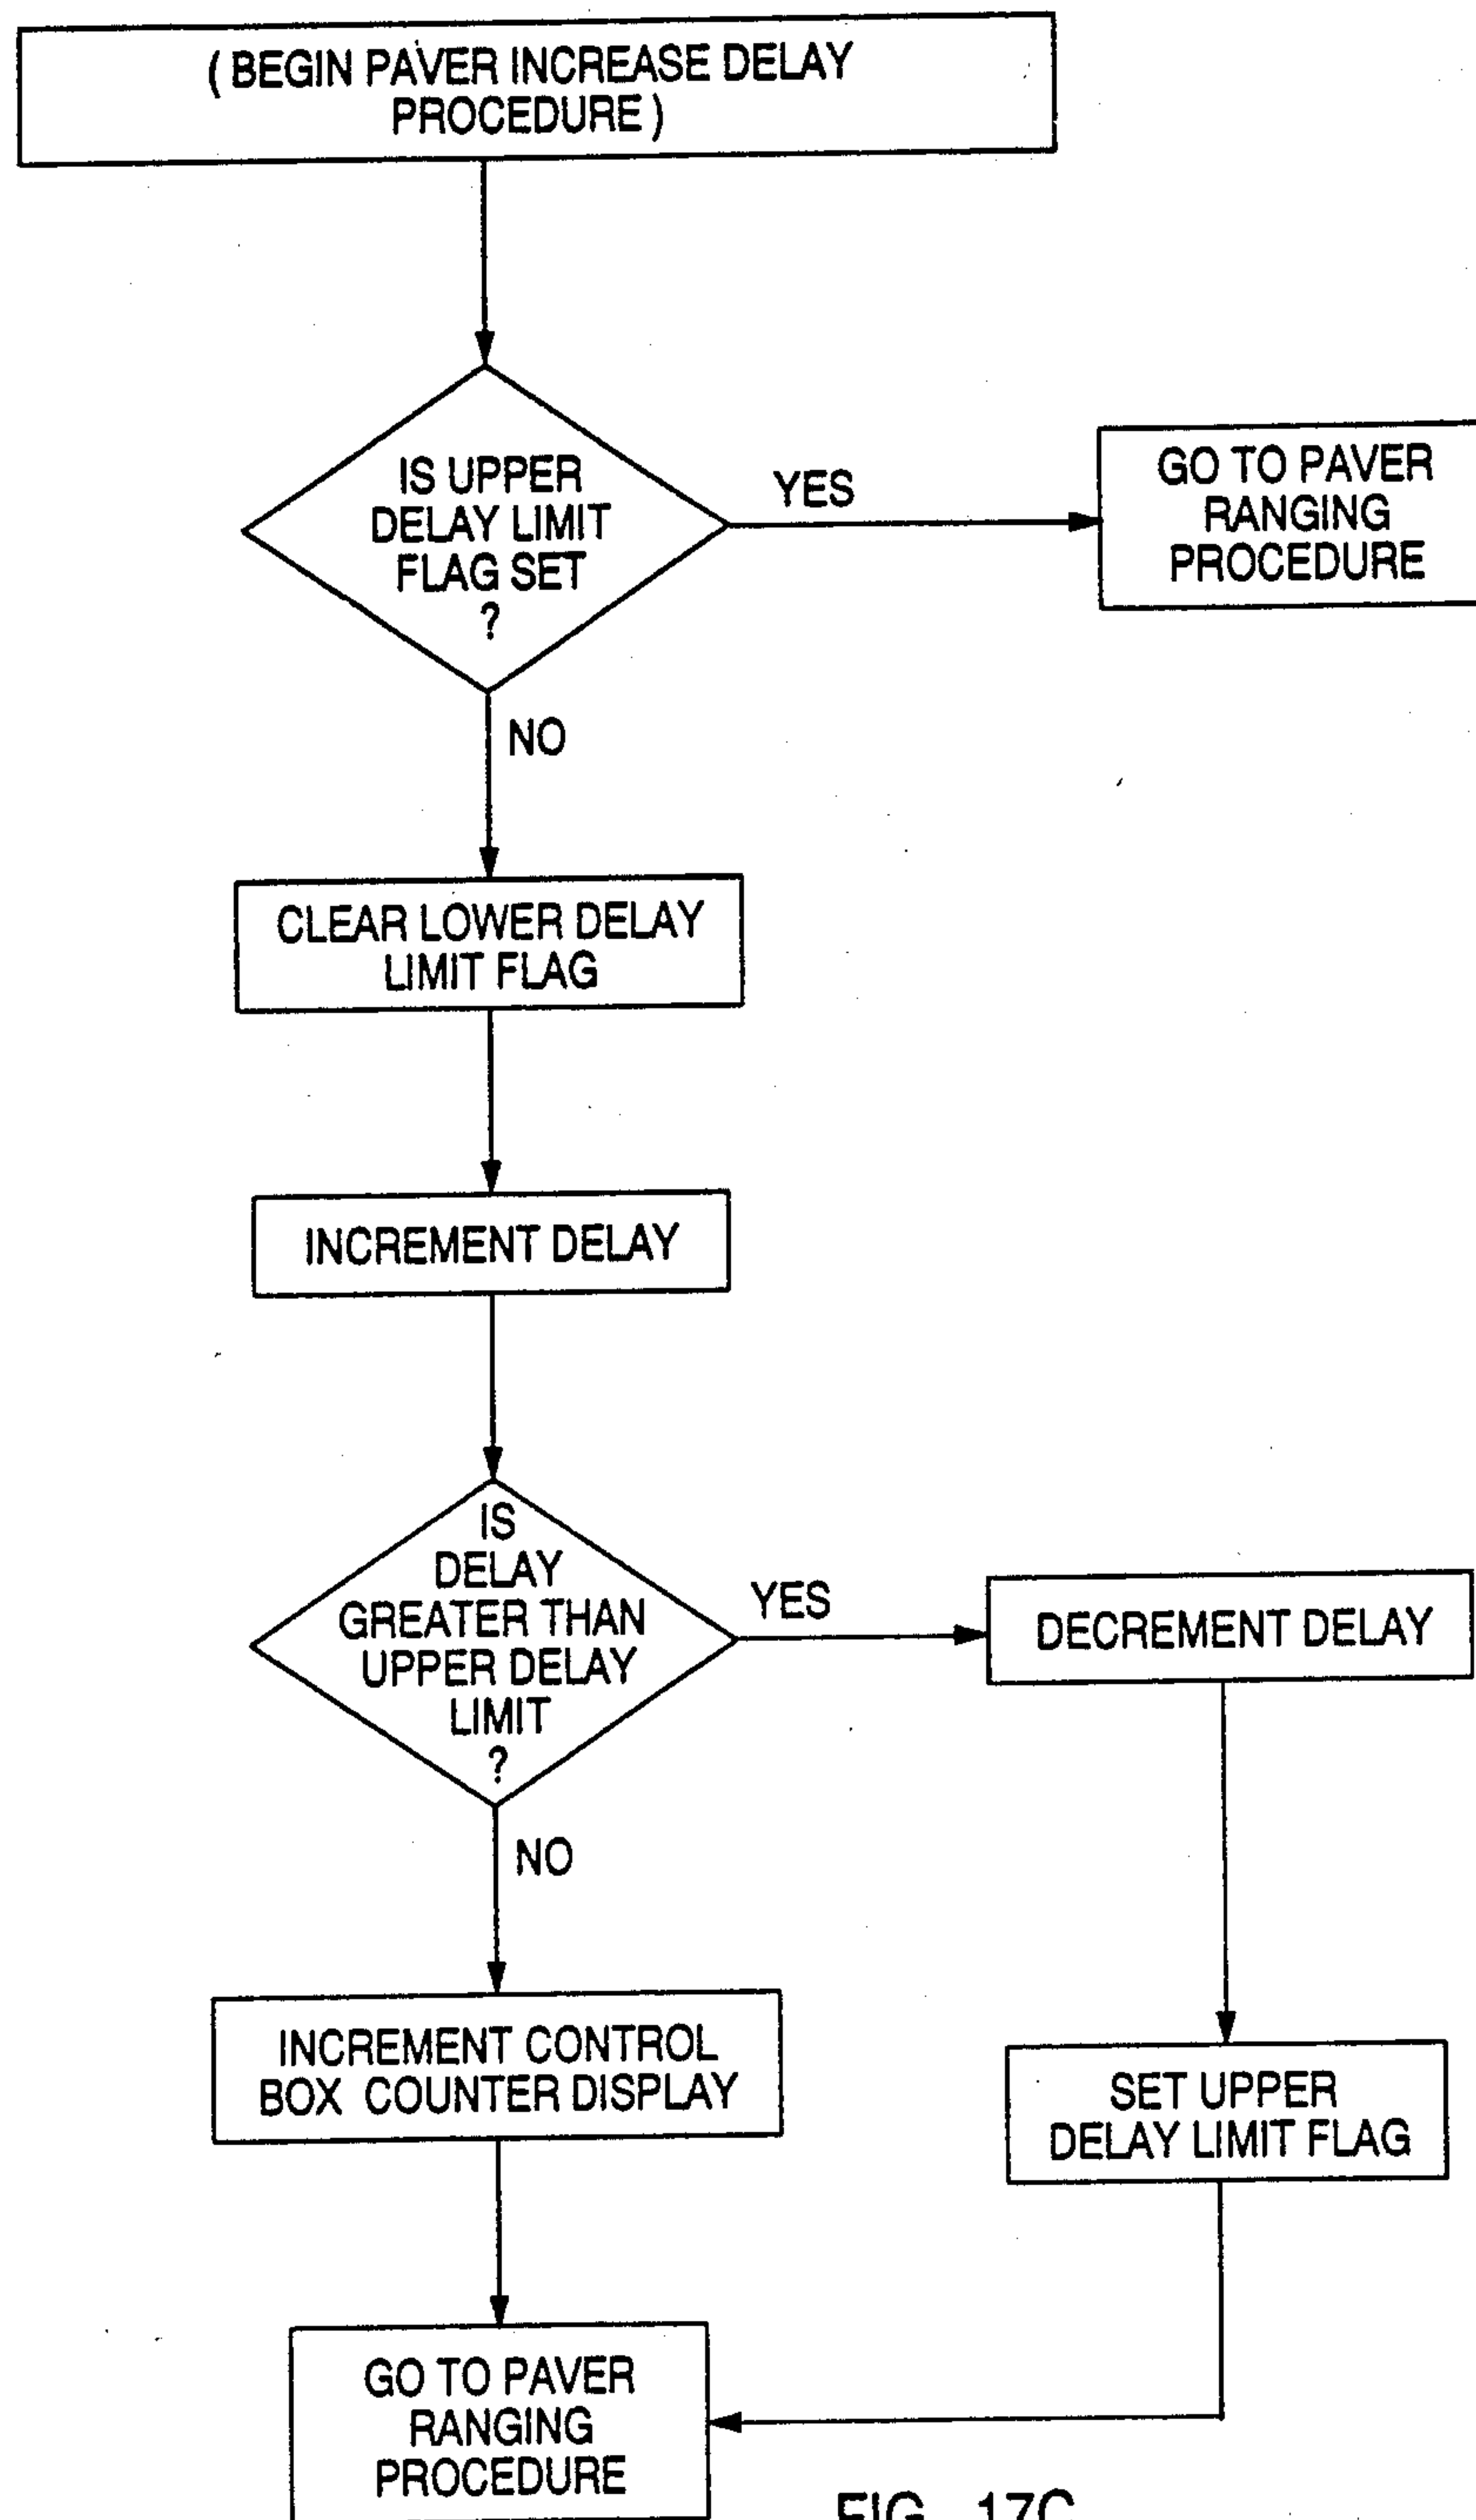 ( BEGIN PAVER INCREASE DELAY
PROCEDURE )
IS UPPER
DELAY LIMIT
FLAG SET
?
YES
GO TO PAVER
RANGING
PROCEDURE
NO
CLEAR LOWER DELAY
LIMIT FLAG
INCREMENT DELAY
IS
DELAY
GREATER THAN
UPPER DELAY
LIMIT
?
YES
DECREMENT DELAY
NO
INCREMENT CONTROL
BOX COUNTER DISPLAY
SET UPPER
DELAY LIMIT FLAG
GO TO PAVER
RANGING
PROCEDURE
FIG. 17C